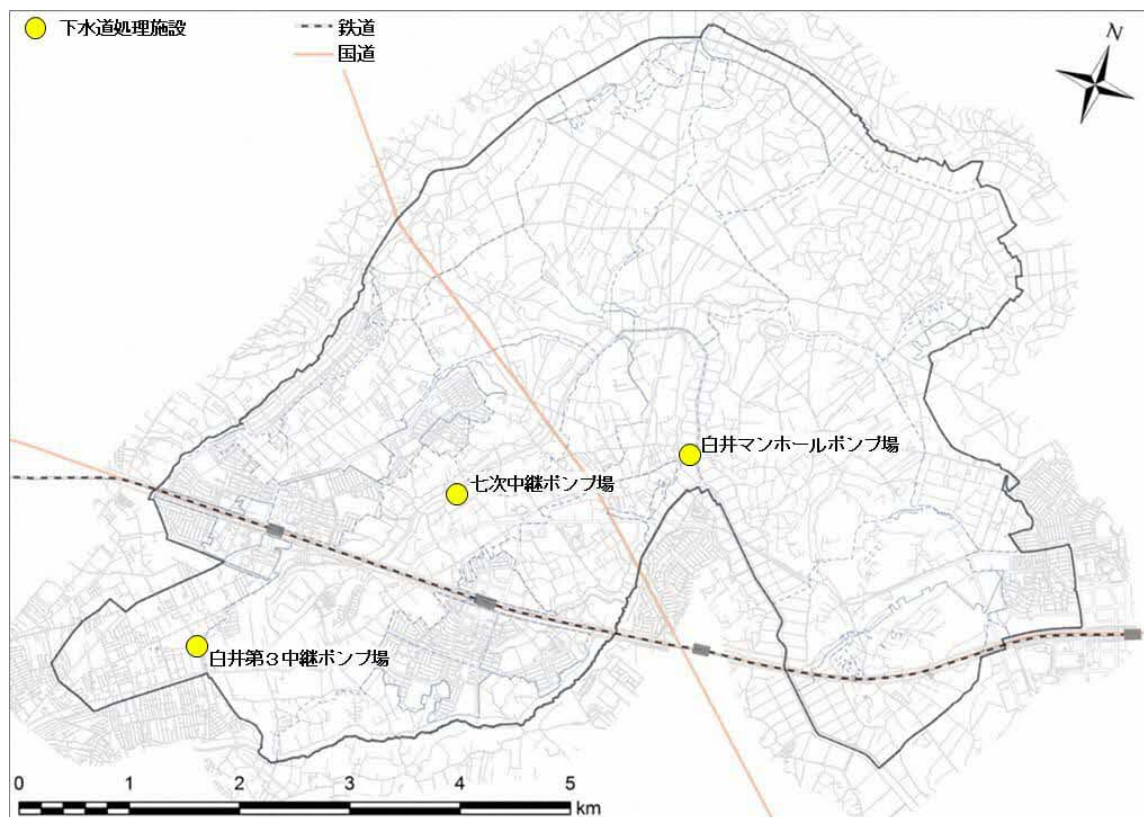 下水道処理施設
鉄道
国道
N
白井マンホールポンプ場
七次中継ポンプ場
白井第３中継ポンプ場
0 1 2 3 4 5
km